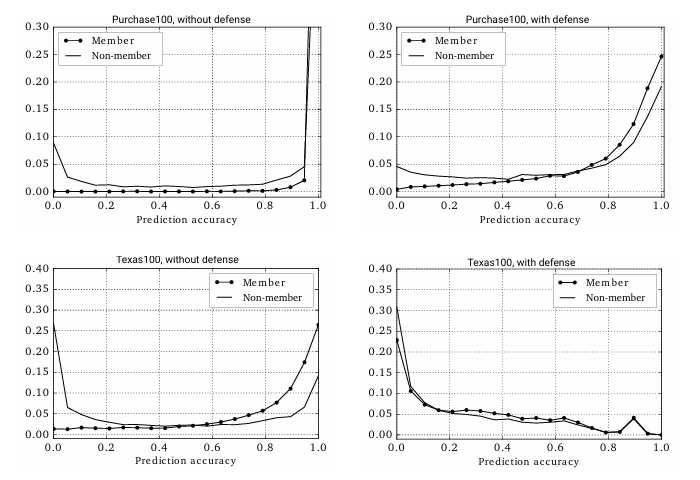 Purchase100, without defense
0.30
0.25
0.20
0.15
0.10
0.05
0.00
Member
Non-member
0.0 0.2 0.4 0.6 0.8 1.0
Prediction accuracy
Purchase100, with defense
0.30
0.25
0.20
0.15
0.10
0.05
0.00
Member
Non-member
0.0 0.2 0.4 0.6 0.8 1.0
Prediction accuracy
Texas100, without defense
0.40
0.35
0.30
0.25
0.20
0.15
0.10
0.05
0.00
Member
Non-member
0.0 0.2 0.4 0.6 0.8 1.0
Prediction accuracy
Texas100, with defense
0.40
0.35
0.30
0.25
0.20
0.15
0.10
0.05
0.00
Member
Non-member
0.0 0.2 0.4 0.6 0.8 1.0
Prediction accuracy